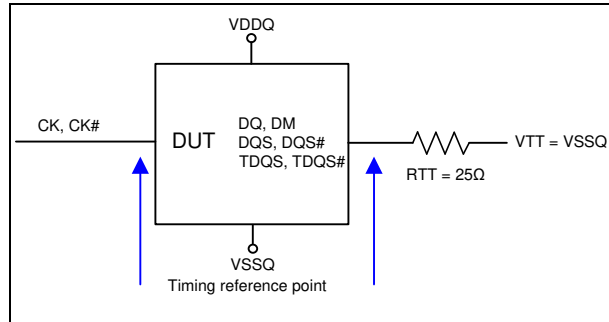 VDDQ
CK, CK#
DUT
DQ, DM
DQS, DQS#
TDQS, TDQS#
VTT = VSSQ
RTT = 25Ω
VSSQ
Timing reference point